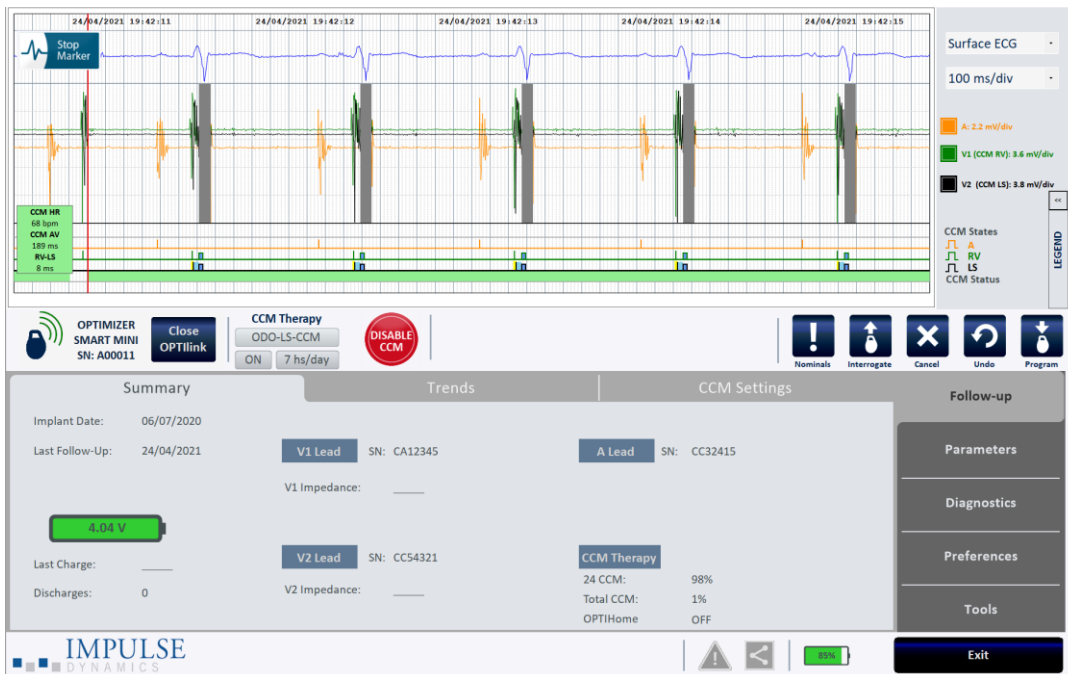 24/04/2021 19:42:11 24/04/2021 19:42:12 24/04/2021 19:42:13 24/04/2021 19:42:14 24/04/2021 19:42:15
Stop
Marker
Surface ECG
100 ms/div
A: 2.2 mV/div
V1 (CCM RV): 3.6 mV/div
V2 (CCM LS): 3.8 mV/div
<<
LEGEND
CCM States
A
RV
LS
CCM Status
CCM HR
68 bpm
CCM AV
189 ms
RV-LS
8 ms
OPTIMIZER
SMART MINI
SN: A00011
Close
OPTIlink
CCM Therapy
ODO-LS-CCM
ON 7 hs/day
DISABLE
CCM
Nominals Interrogate Cancel Undo Program
Summary Trends CCM Settings
Follow-up
Parameters
Diagnostics
Preferences
Tools
Implant Date: 06/07/2020
Last Follow-Up: 24/04/2021
V1 Lead SN: CA12345
A Lead SN: CC32415
V1 Impedance: _____
4.04 V
Last Charge: _____
Discharges: 0
V2 Lead SN: CC54321
V2 Impedance: _____
CCM Therapy
24 CCM: 98%
Total CCM: 1%
OPTIHome OFF
IMPULSE
DYNAMICS
85%
Exit